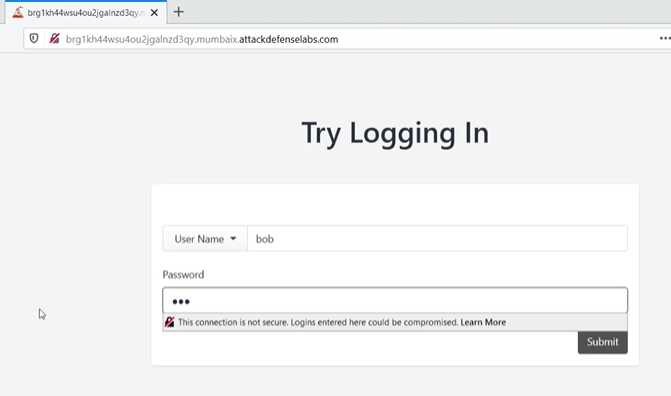 brg1kh44wsu4ou2jgalnzd3qy.m
brg1kh44wsu4ou2jgalnzd3qy.mumbaix.attackdefenselabs.com
Try Logging In
User Name bob
Password
This connection is not secure. Logins entered here could be compromised. Learn More
Submit